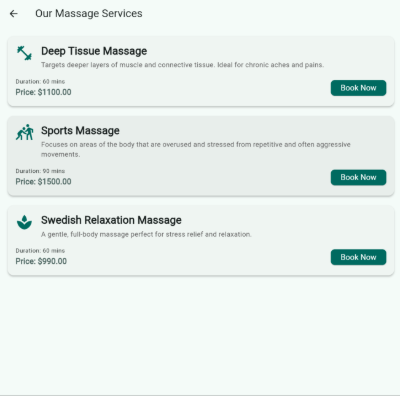 Our Massage Services
Deep Tissue Massage
Targets deeper layers of muscle and connective tissue. Ideal for chronic aches and pains.
Duration: 60 mins
Price: $1100.00
Book Now
Sports Massage
Focuses on areas of the body that are overused and stressed from repetitive and often aggressive
movements.
Duration: 90 mins
Price: $1500.00
Book Now
Swedish Relaxation Massage
A gentle, full-body massage perfect for stress relief and relaxation.
Duration: 60 mins
Price: $990.00
Book Now